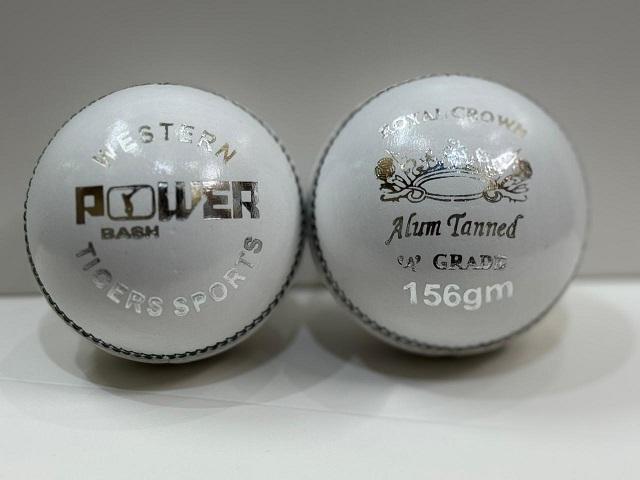 WESTERN
POWER
BASH
TIGERS SPORTS
ROYAL CROWN
Alum Tanned
'A' GRADE
156gm